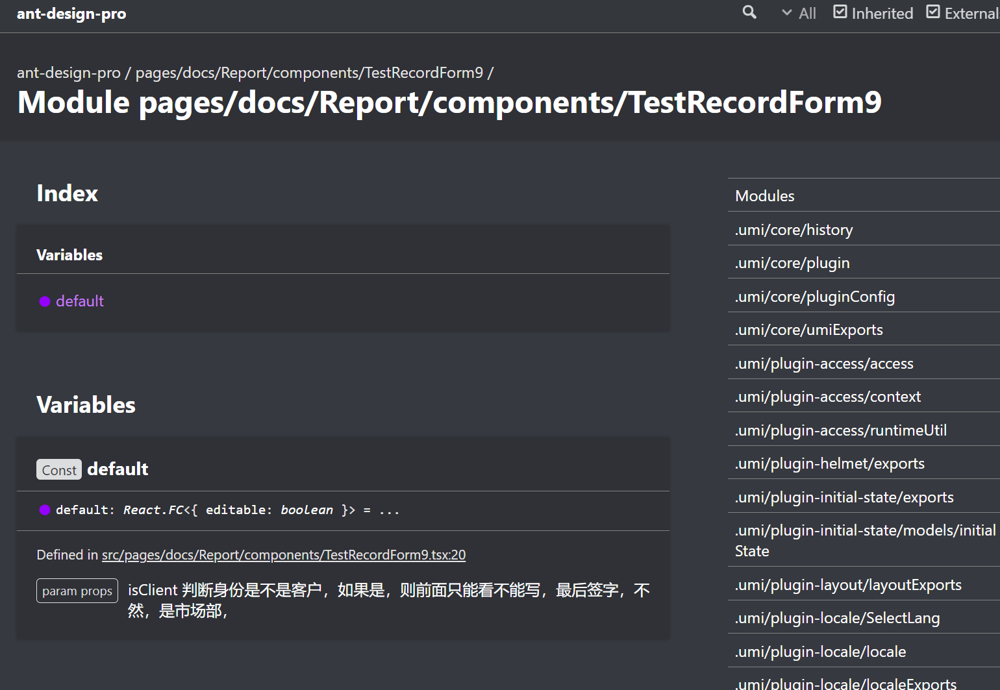 ant-design-pro
All
Inherited
External
ant-design-pro / pages/docs/Report/components/TestRecordForm9 /
Module pages/docs/Report/components/TestRecordForm9
Index
Variables
default
Variables
Const default
default: React.FC<{ editable: boolean }> = ...
Defined in src/pages/docs/Report/components/TestRecordForm9.tsx:20
param props isClient 判断身份是不是客户，如果是，则前面只能看不能写，最后签字，不
然，是市场部，
Modules
.umi/core/history
.umi/core/plugin
.umi/core/pluginConfig
.umi/core/umiExports
.umi/plugin-access/access
.umi/plugin-access/context
.umi/plugin-access/runtimeUtil
.umi/plugin-helmet/exports
.umi/plugin-initial-state/exports
.umi/plugin-initial-state/models/initial
State
.umi/plugin-layout/layoutExports
.umi/plugin-locale/SelectLang
.umi/plugin-locale/locale
.umi/plugin-locale/localeExports